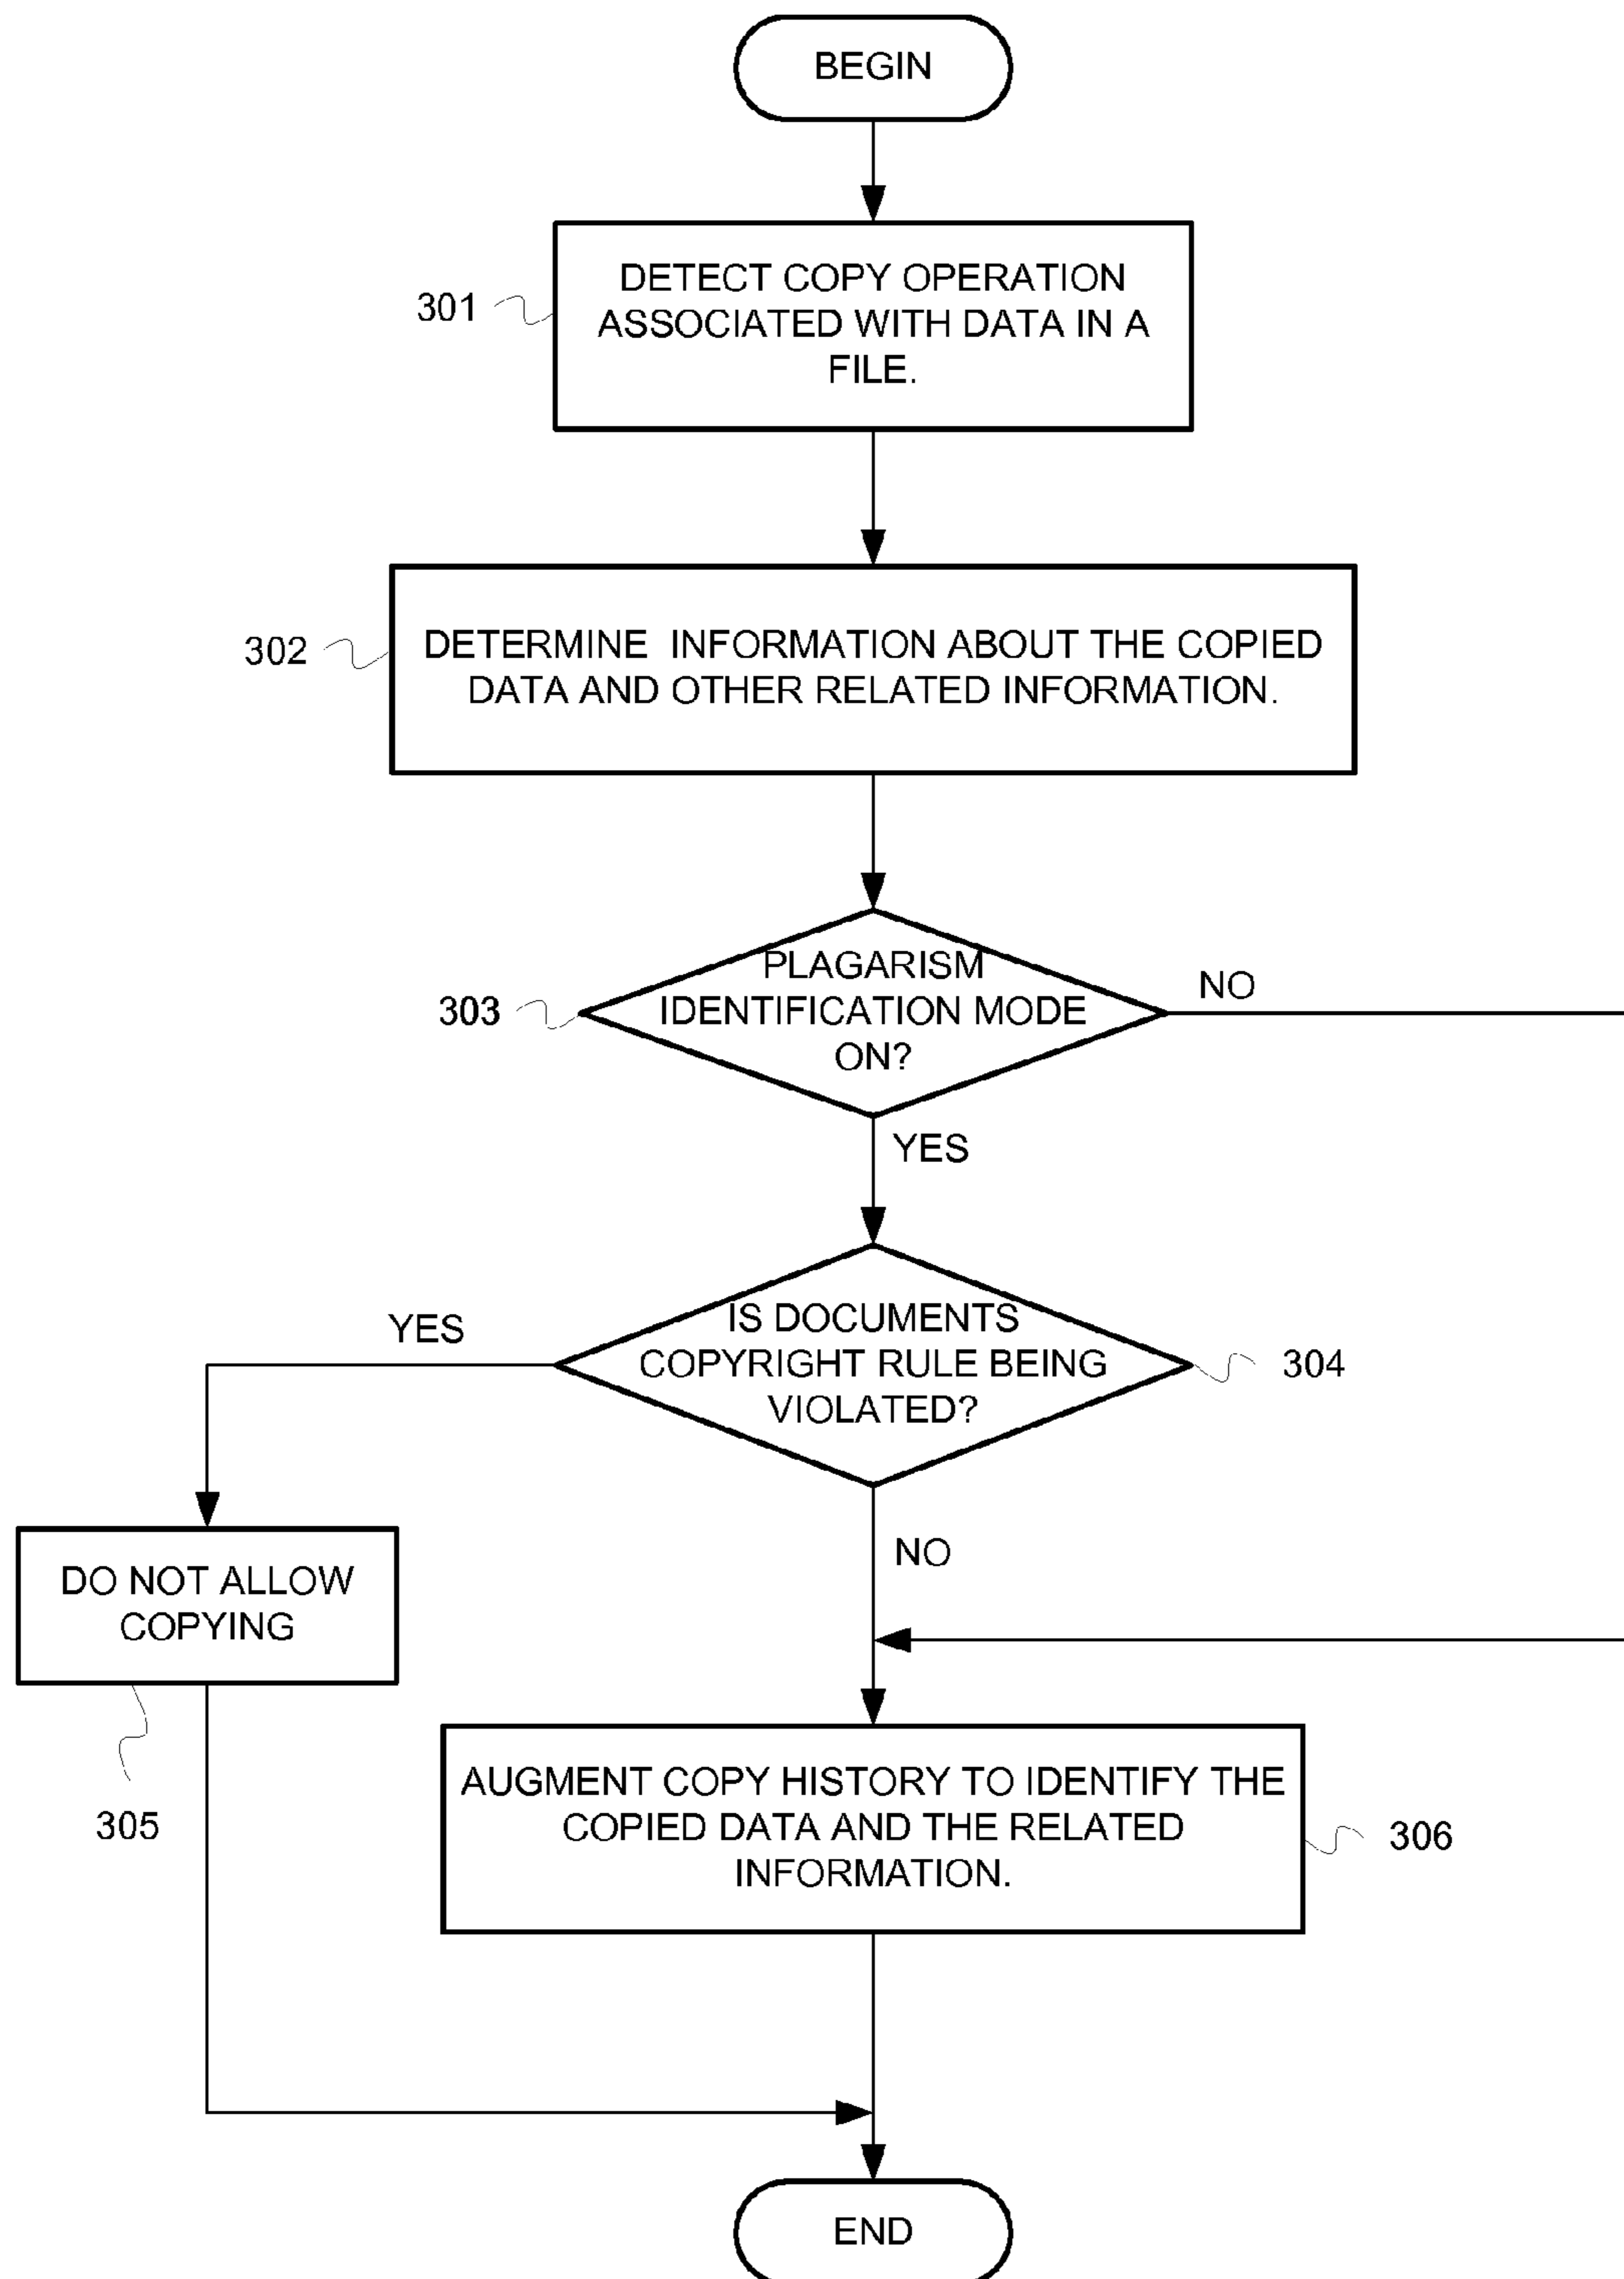 BEGIN
301
DETECT COPY OPERATION
ASSOCIATED WITH DATA IN A
FILE.
302
DETERMINE INFORMATION ABOUT THE COPIED
DATA AND OTHER RELATED INFORMATION.
303
PLAGARISM
IDENTIFICATION MODE
ON?
NO
YES
IS DOCUMENTS
COPYRIGHT RULE BEING
VIOLATED?
304
YES
NO
DO NOT ALLOW
COPYING
305
AUGMENT COPY HISTORY TO IDENTIFY THE
COPIED DATA AND THE RELATED
INFORMATION.
306
END